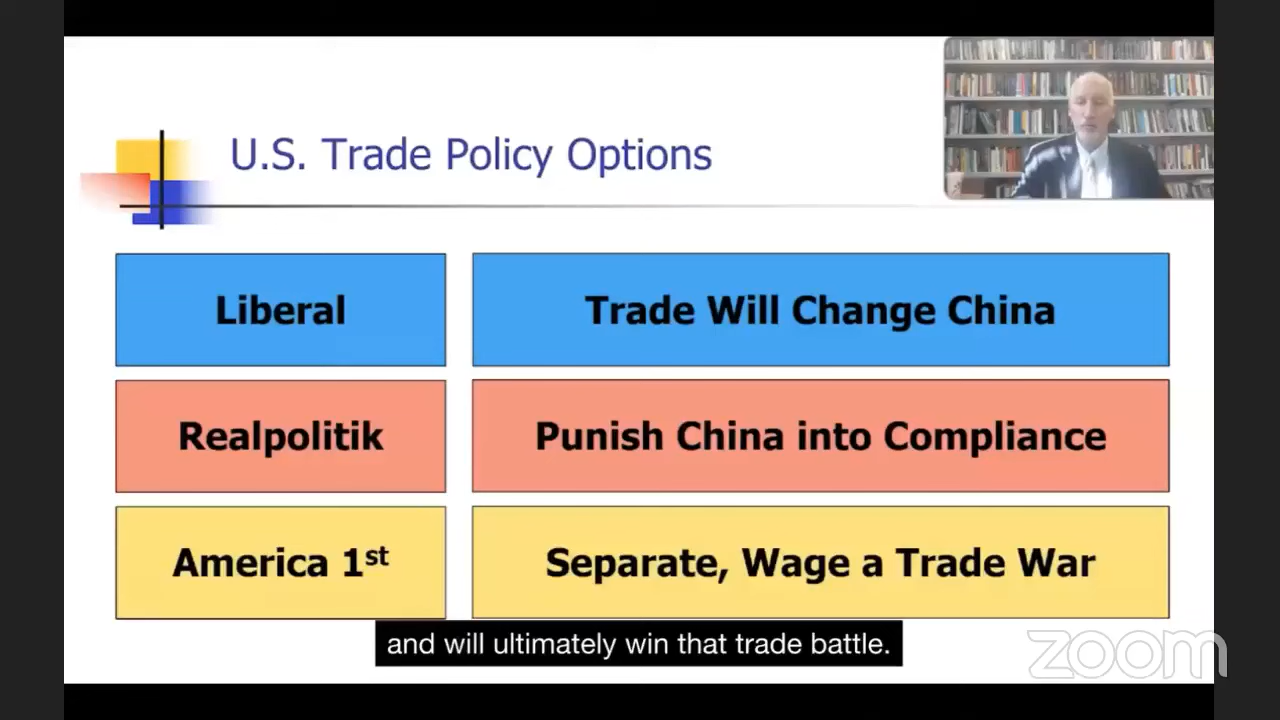 U.S. Trade Policy Options
Liberal
Trade Will Change China
Realpolitik
Punish China into Compliance
America 1st
Separate, Wage a Trade War
and will ultimately win that trade battle.
zoom